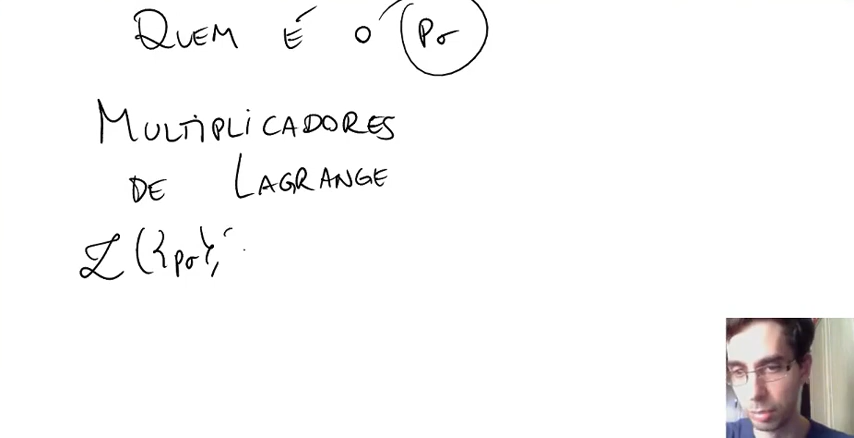 QUEM É O Pσ
MULTIPLICADORES
DE LAGRANGE
ℒ({pσ},